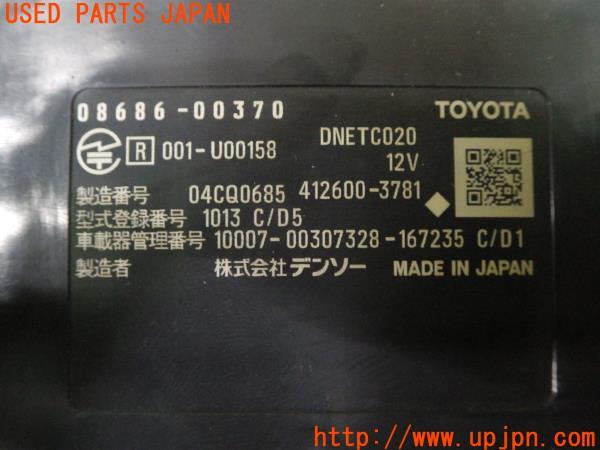 USED PARTS JAPAN
08686-00370 TOYOTA
R 001-U00158 DNETC020
12V
製造番号 04CQ0685 412600-3781
型式登録番号 1013 C/D5
車載器管理番号 10007-00307328-167235 C/D1
製造者 株式会社デンソー MADE IN JAPAN
http://www.upjpn.com/